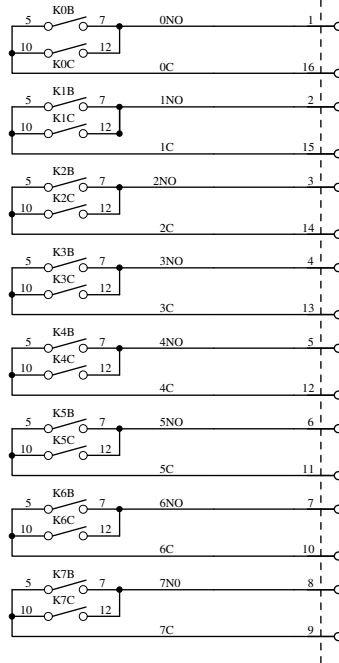 K0B
5 7 0NO 1
10 12
K0C
0C 16
K1B
5 7 1NO 2
K1C
10 12
1C 15
K2B
5 7 2NO 3
K2C
10 12
2C 14
K3B
5 7 3NO 4
K3C
10 12
3C 13
K4B
5 7 4NO 5
K4C
10 12
4C 12
K5B
5 7 5NO 6
K5C
10 12
5C 11
K6B
5 7 6NO 7
K6C
10 12
6C 10
K7B
5 7 7N0 8
K7C
10 12
7C 9